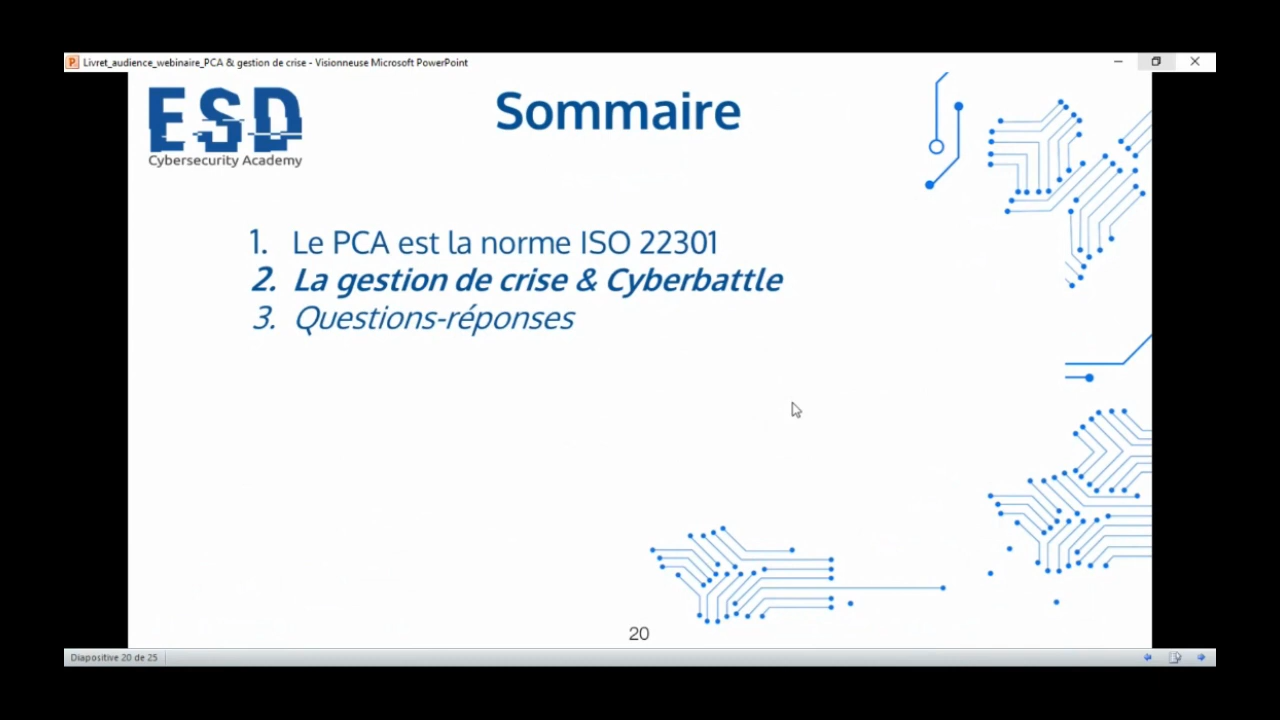 Livret_audience_webinaire_PCA & gestion de crise - Visionneuse Microsoft PowerPoint
ESD
Cybersecurity Academy
Sommaire
1. Le PCA est la norme ISO 22301
2. La gestion de crise & Cyberbattle
3. Questions-réponses
20
Diapositive 20 de 25